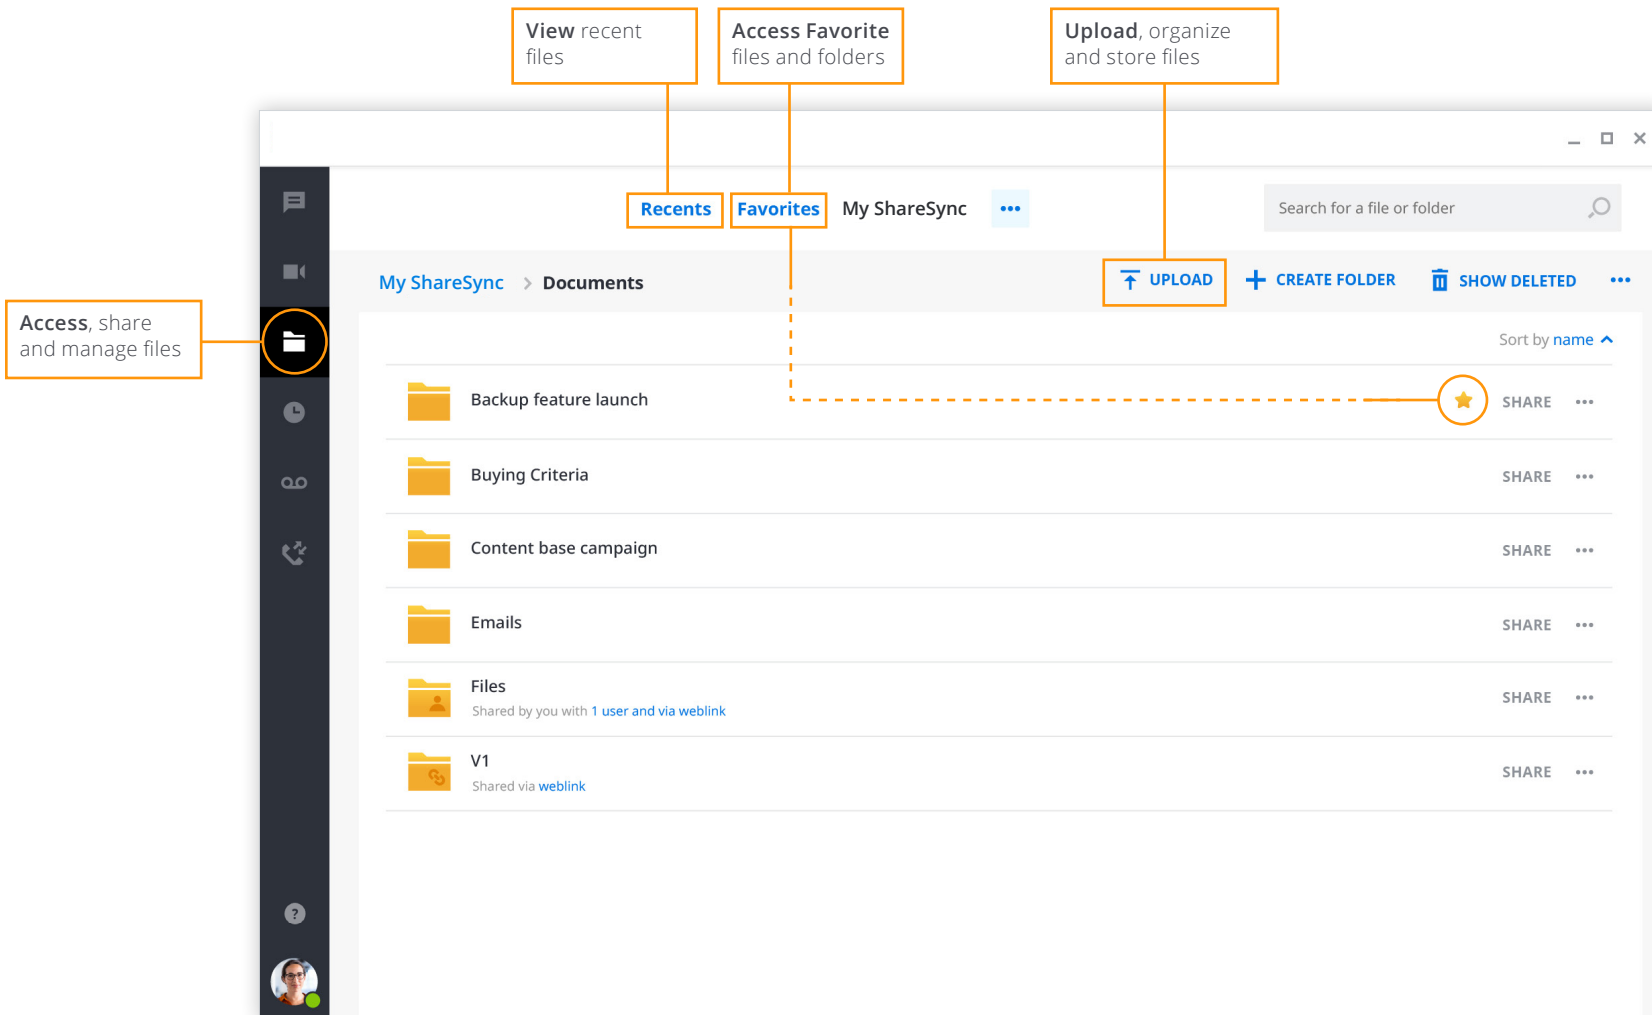 View recent
files
Access Favorite
files and folders
Upload, organize
and store files
Recents
Favorites
My ShareSync
Search for a file or folder
My ShareSync > Documents
UPLOAD
CREATE FOLDER
SHOW DELETED
Access, share
and manage files
Sort by name
Backup feature launch
SHARE
Buying Criteria
SHARE
Content base campaign
SHARE
Emails
SHARE
Files
Shared by you with 1 user and via weblink
SHARE
V1
Shared via weblink
SHARE
?